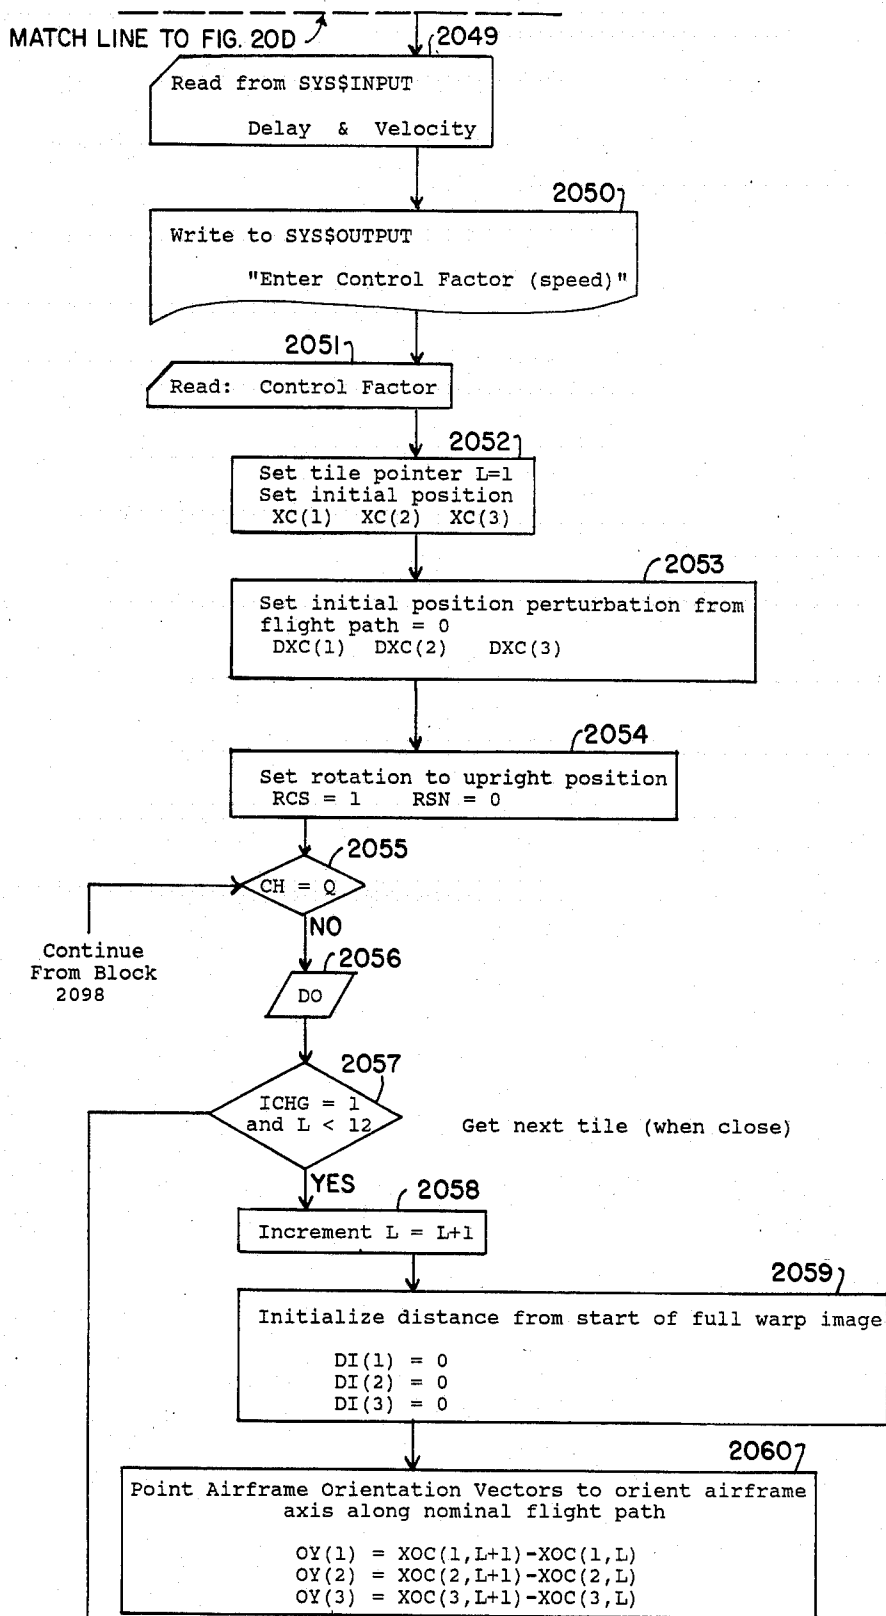 MATCH LINE TO FIG. 20D
2049
Read from SYS$INPUT
Delay & Velocity
2050
Write to SYS$OUTPUT
"Enter Control Factor (speed)"
2051
Read: Control Factor
2052
Set tile pointer L=1
Set initial position
XC(1) XC(2) XC(3)
2053
Set initial position perturbation from
flight path = 0
DXC(1) DXC(2) DXC(3)
2054
Set rotation to upright position
RCS = 1 RSN = 0
2055
CH = Q
NO
Continue
From Block
2098
2056
DO
2057
ICHG = 1
and L < 12
Get next tile (when close)
YES
2058
Increment L = L+1
2059
Initialize distance from start of full warp image
DI(1) = 0
DI(2) = 0
DI(3) = 0
2060
Point Airframe Orientation Vectors to orient airframe
axis along nominal flight path
OY(1) = XOC(1,L+1)-XOC(1,L)
OY(2) = XOC(2,L+1)-XOC(2,L)
OY(3) = XOC(3,L+1)-XOC(3,L)